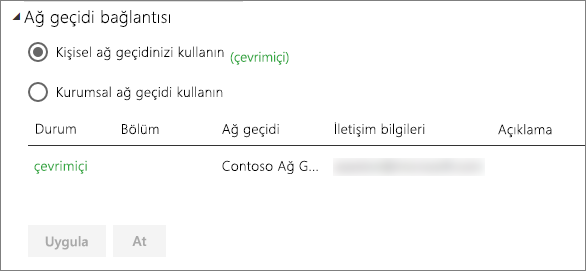 Ağ geçidi bağlantısı
Kişisel ağ geçidinizi kullanın (çevrimiçi)
Kurumsal ağ geçidi kullanın
Durum Bölüm Ağ geçidi İletişim bilgileri Açıklama
çevrimiçi Contoso Ağ G...
Uygula At